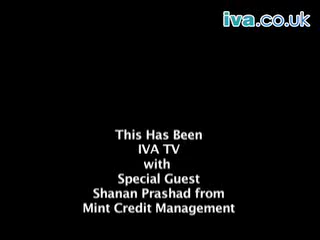 iva.co.uk
This Has Been
IVA TV
with
Special Guest
Shanan Prashad from
Mint Credit Management